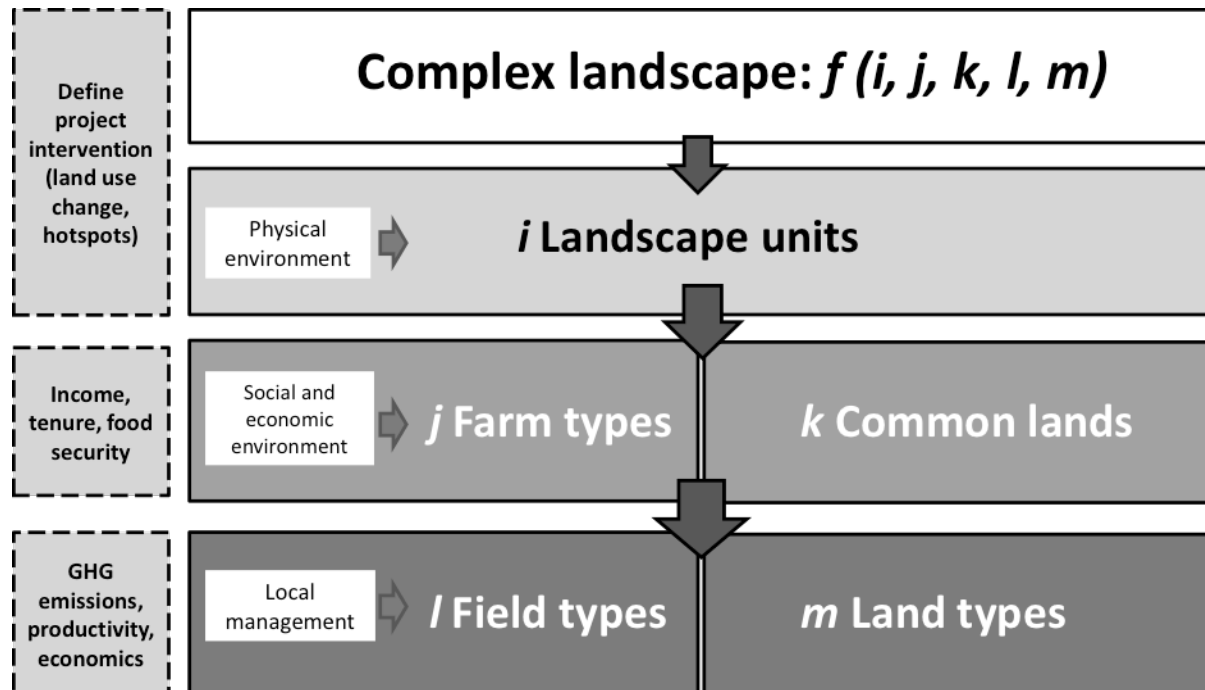 Define
project
intervention
(land use
change,
hotspots)
Complex landscape: f (i, j, k, l, m)
Physical
environment
i Landscape units
Income,
tenure, food
security
Social and
economic
environment
j Farm types
k Common lands
GHG
emissions,
productivity,
economics
Local
management
l Field types
m Land types